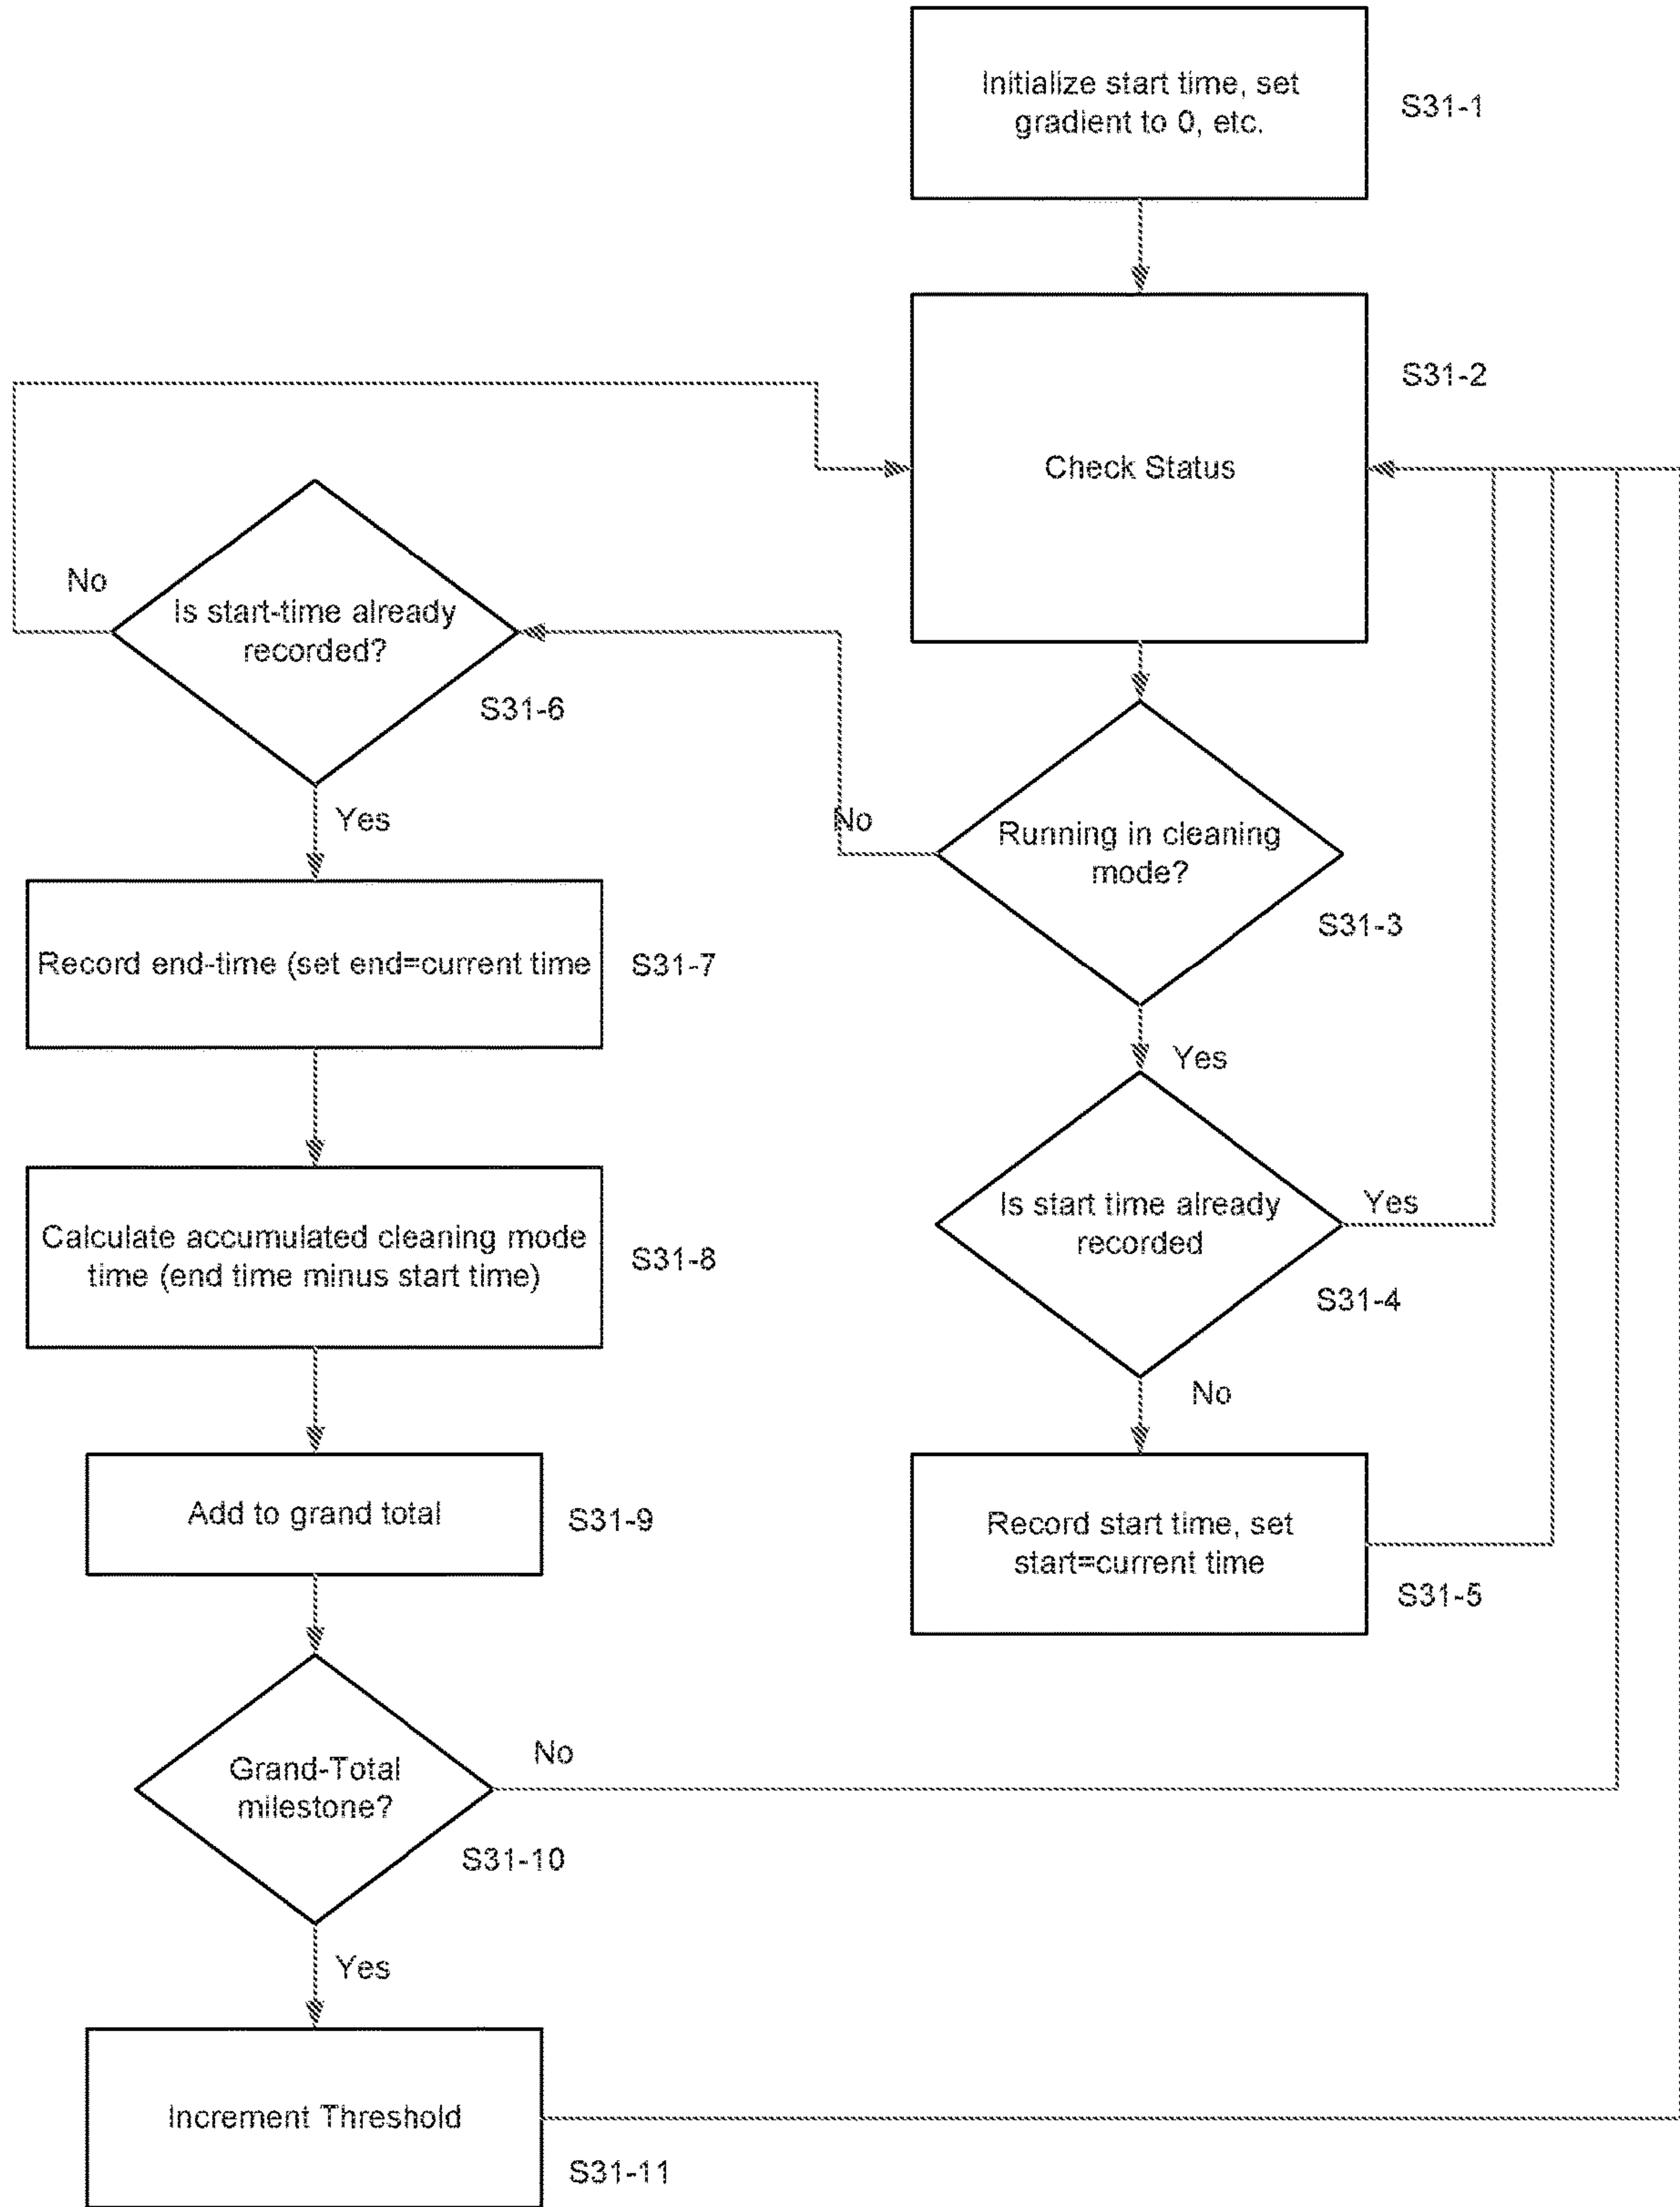 Initialize start time, set
gradient to 0, etc.
S31-1
S31-2
Check Status
No
Is start-time already
recorded?
S31-6
Yes
No
Running in cleaning
mode?
S31-3
Record end-time (set end=current time
S31-7
Yes
Calculate accumulated cleaning mode
time (end time minus start time)
S31-8
Is start time already
recorded
Yes
S31-4
No
Add to grand total
S31-9
Record start time, set
start=current time
S31-5
Grand-Total
milestone?
No
S31-10
Yes
Increment Threshold
S31-11